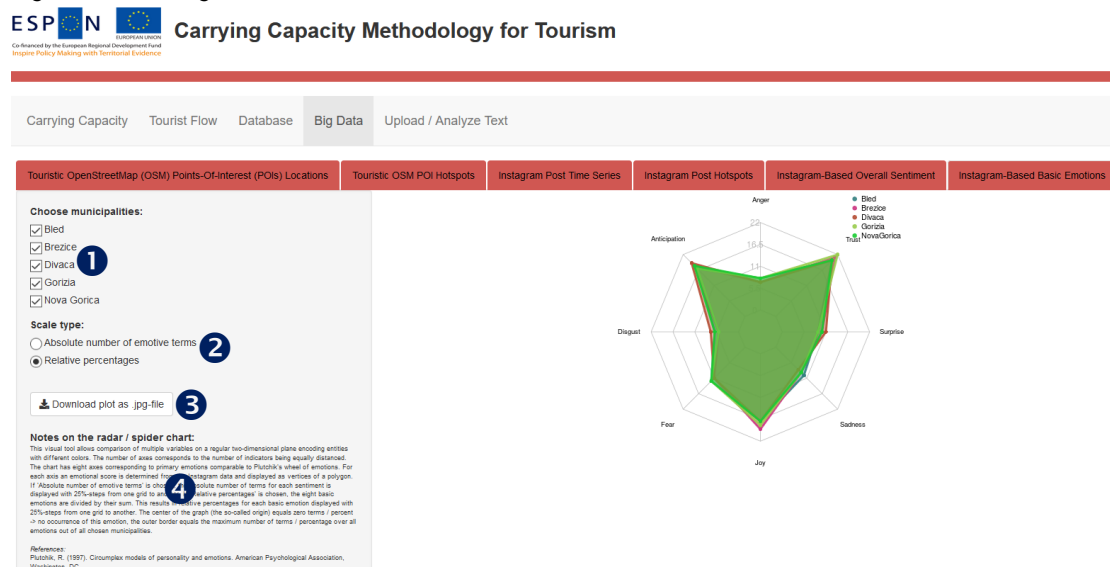 ESPON
EUROPEAN UNION
Co-financed by the European Regional Development Fund
Inspire Policy Making with Territorial Evidence
Carrying Capacity Methodology for Tourism
Carrying Capacity Tourist Flow Database Big Data Upload / Analyze Text
Touristic OpenStreetMap (OSM) Points-Of-Interest (POIs) Locations Touristic OSM POI Hotspots Instagram Post Time Series Instagram Post Hotspots Instagram-Based Overall Sentiment Instagram-Based Basic Emotions
Choose municipalities:
Bled
Brezice
Divaca
Gorizia
Nova Gorica
1
Scale type:
Absolute number of emotive terms
Relative percentages
2
Download plot as .jpg-file
3
Notes on the radar / spider chart:
This visual tool allows comparison of multiple variables on a regular two-dimensional plane encoding entities
with different colors. The number of axes corresponds to the number of indicators being equally distanced.
The chart has eight axes corresponding to primary emotions comparable to Plutchik's wheel of emotions. For
each axis an emotional score is determined from Instagram data and displayed as vertices of a polygon.
If 'Absolute number of emotive terms' is chosen absolute number of terms for each sentiment is
displayed with 25%-steps from one grid to 'Relative percentages' is chosen, the eight basic
emotions are divided by their sum. This results relative percentages for each basic emotion displayed with
25%-steps from one grid to another. The center of the graph (the so-called origin) equals zero terms / percent
-> no occurrence of this emotion, the outer border equals the maximum number of terms / percentage over all
emotions out of all chosen municipalities.
4
References:
Plutchik, R. (1997). Circumplex models of personality and emotions. American Psychological Association,
Washington, DC
Anger
22
16.5
11
Anticipation
Trust
Disgust
Surprise
Fear
Sadness
Joy
Bled
Brezice
Divaca
Gorizia
NovaGorica